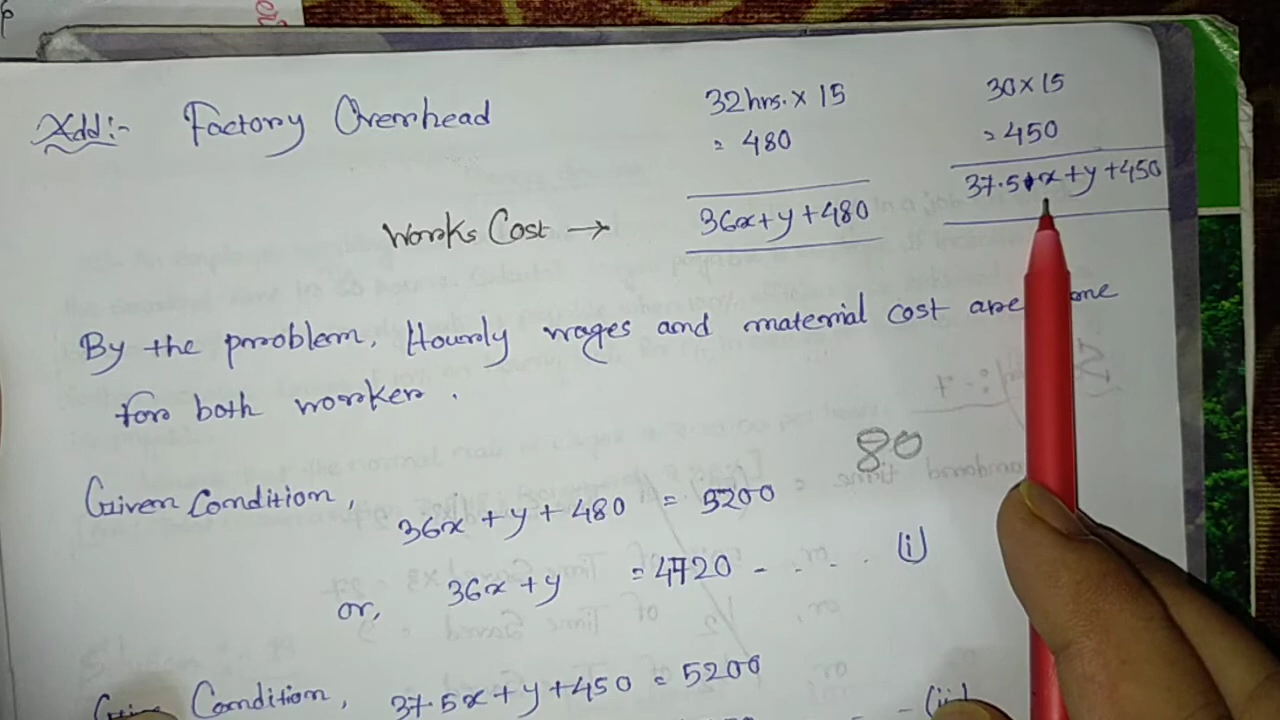 Add:- Factory Overhead 32 hrs. × 15 30 × 15
= 480 = 450
Works Cost → 36x+y+480 37.5x+y+450
By the problem, Hourly wages and material cost are
for both worker.
80
Given Condition,
36x + y + 480 = 5200
or, 36x + y = 4720 - . . . . (i)
Condition, 37.5x + y + 450 = 5200